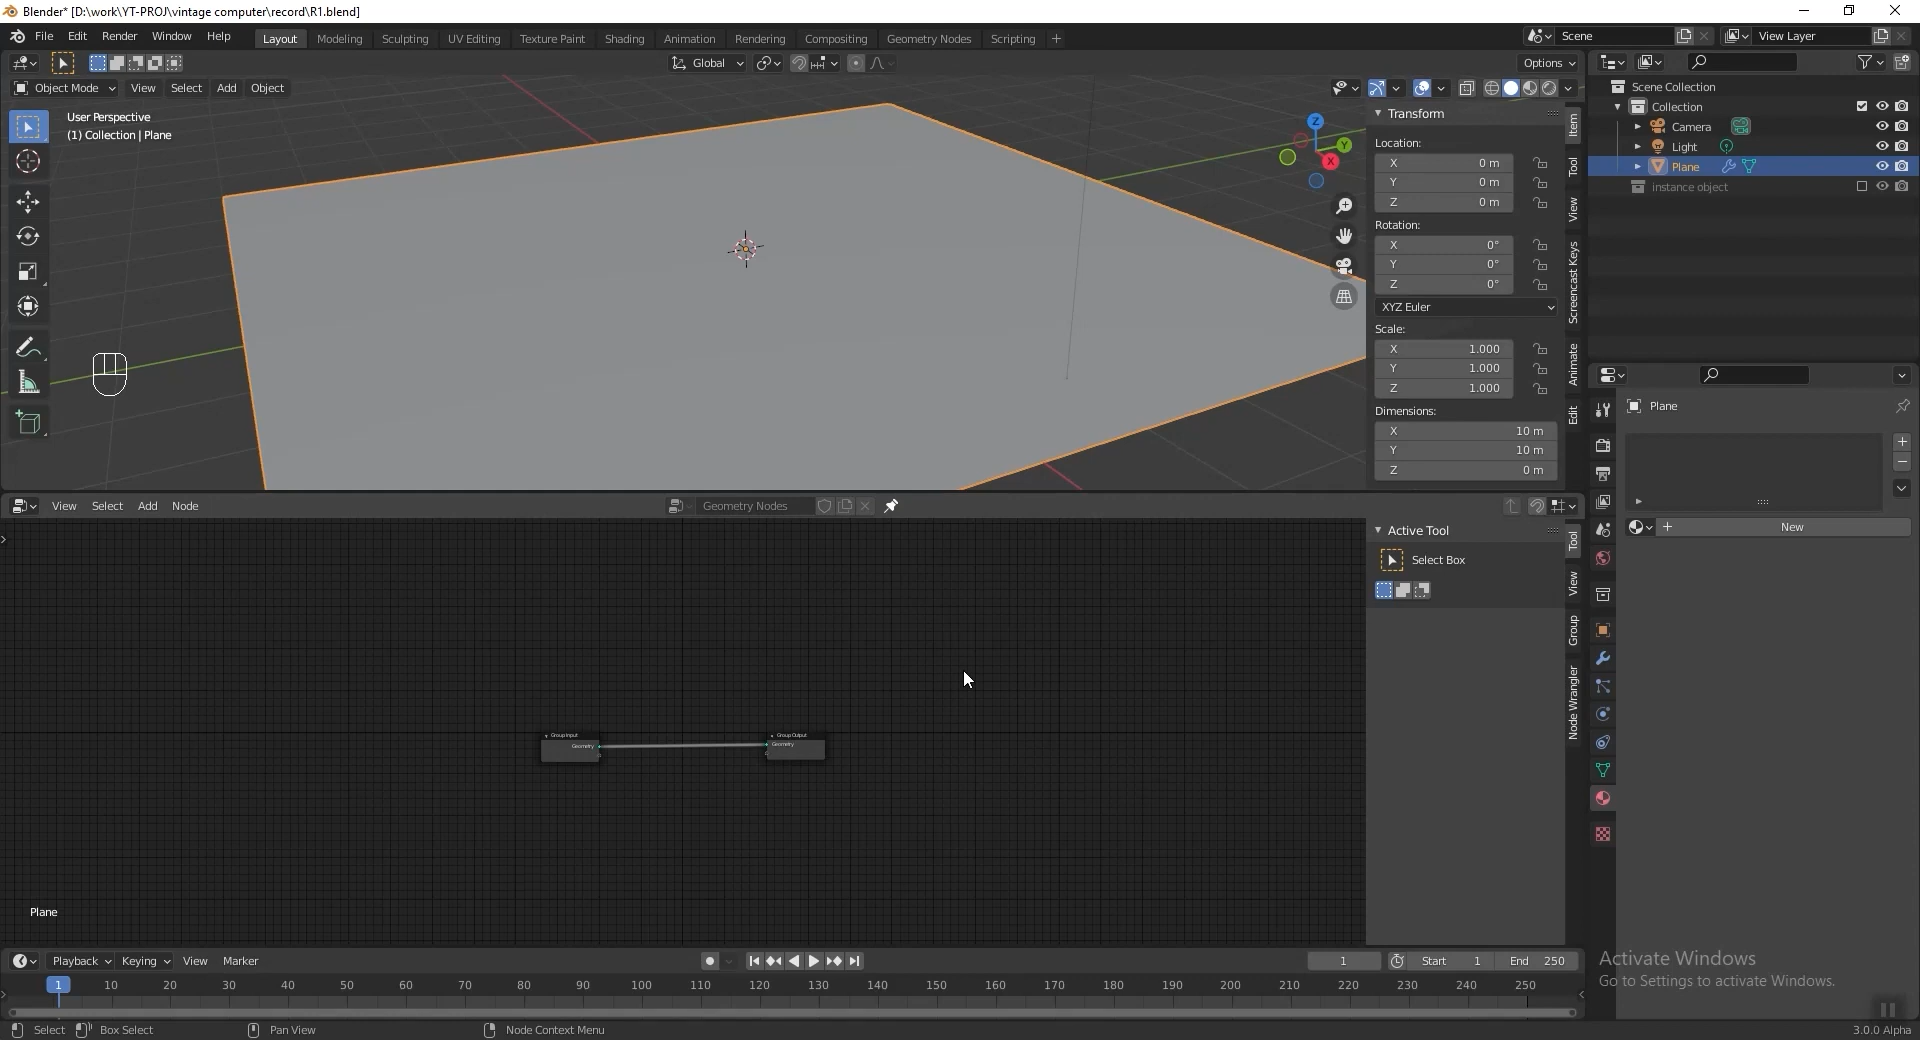 Blender* [D:\work\YT-PROJ\vintage computer\record\R1.blend]
File Edit Render Window Help
Layout Modeling Sculpting UV Editing Texture Paint Shading Animation Rendering Compositing Geometry Nodes Scripting +
Scene
View Layer
Global
Options
Object Mode View Select Add Object
User Perspective
(1) Collection | Plane
Z
Y
X
Transform
Location:
X 0 m
Y 0 m
Z 0 m
Rotation:
X 0°
Y 0°
Z 0°
XYZ Euler
Scale:
X 1.000
Y 1.000
Z 1.000
Dimensions:
X 10 m
Y 10 m
Z 0 m
Item
Tool
View
Screencast Keys
Animate
Edit
Scene Collection
Collection
Camera
Light
Plane
instance object
Plane
New
View Select Add Node
Geometry Nodes
Active Tool
Select Box
Tool
View
Group
Node Wrangler
Group Input
Geometry
Group Output
Geometry
Plane
Playback Keying View Marker
1
Start 1
End 250
1 10 20 30 40 50 60 70 80 90 100 110 120 130 140 150 160 170 180 190 200 210 220 230 240 250
Activate Windows
Go to Settings to activate Windows.
Select
Box Select
Pan View
Node Context Menu
3.0.0 Alpha